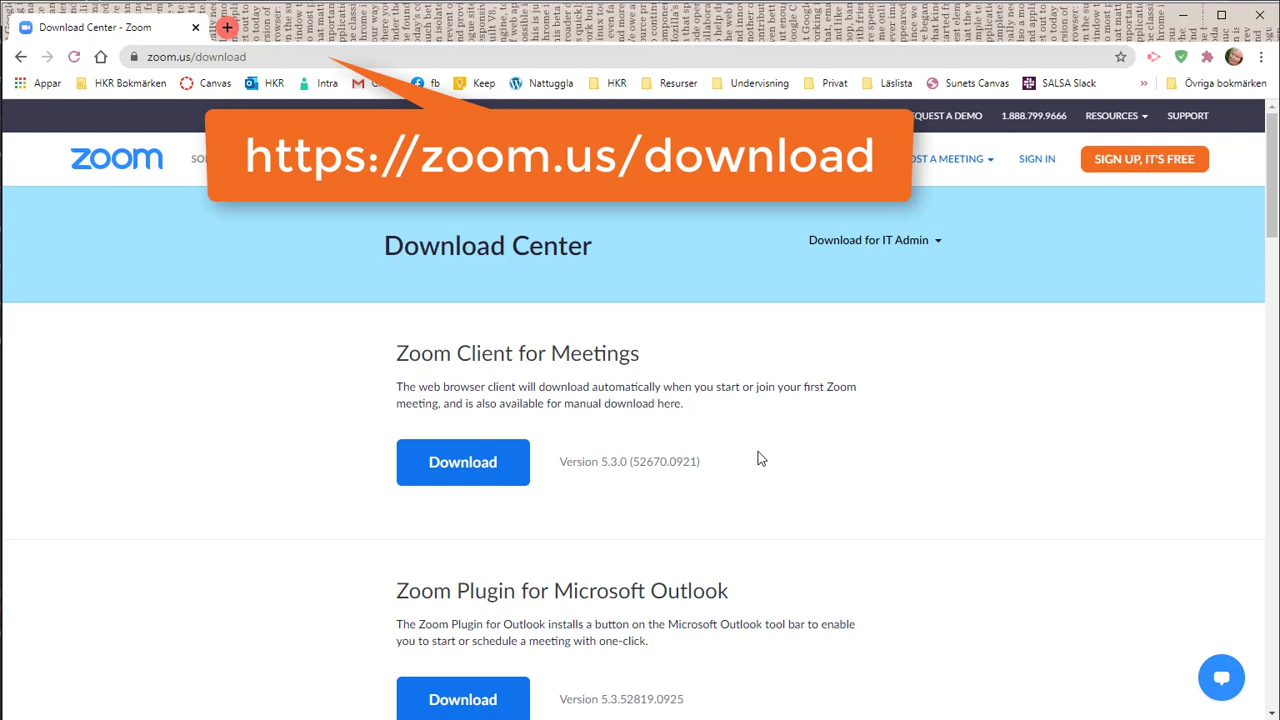 Download Center - Zoom
zoom.us/download
Appar HKR Bokmärken Canvas HKR Intra fb Keep Nattuggla HKR Resurser Undervisning Privat Läslista Sunets Canvas SALSA Slack » Övriga bokmärken
https://zoom.us/download
1.888.799.9666 RESOURCES SUPPORT
zoom SIGN IN SIGN UP, IT'S FREE
Download Center
Download for IT Admin
Zoom Client for Meetings
The web browser client will download automatically when you start or join your first Zoom
meeting, and is also available for manual download here.
Download Version 5.3.0 (52670.0921)
Zoom Plugin for Microsoft Outlook
The Zoom Plugin for Outlook installs a button on the Microsoft Outlook tool bar to enable
you to start or schedule a meeting with one-click.
Download Version 5.3.52819.0925